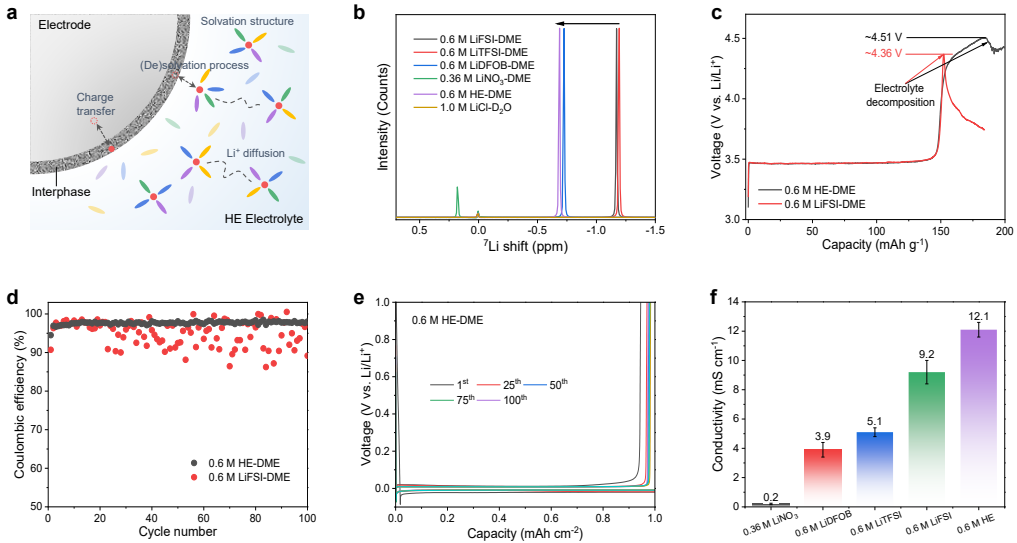 a
Electrode
Solvation structure
(De)solvation process
Charge
transfer
Li⁺ diffusion
Interphase
HE Electrolyte
b
Intensity (Counts)
0.6 M LiFSI-DME
0.6 M LiTFSI-DME
0.6 M LiDFOB-DME
0.36 M LiNO₃-DME
0.6 M HE-DME
1.0 M LiCl-D₂O
0.5 0.0 -0.5 -1.0 -1.5
⁷Li shift (ppm)
c
Voltage (V vs. Li/Li⁺)
4.5
4.0
3.5
3.0
~4.51 V
~4.36 V
Electrolyte
decomposition
0.6 M HE-DME
0.6 M LiFSI-DME
0 50 100 150 200
Capacity (mAh g⁻¹)
d
Coulombic efficiency (%)
100
95
90
85
80
75
70
65
60
55
50
0.6 M HE-DME
0.6 M LiFSI-DME
0 20 40 60 80 100
Cycle number
e
Voltage (V vs. Li/Li⁺)
1.0
0.8
0.6
0.4
0.2
0.0
0.6 M HE-DME
1ˢᵗ 25ᵗʰ 50ᵗʰ
75ᵗʰ 100ᵗʰ
0.0 0.2 0.4 0.6 0.8 1.0
Capacity (mAh cm⁻²)
f
Conductivity (mS cm⁻¹)
14
12
10
8
6
4
2
0
0.2
3.9
5.1
9.2
12.1
0.36 M LiNO₃
0.6 M LiDFOB
0.6 M LiTFSI
0.6 M LiFSI
0.6 M HE